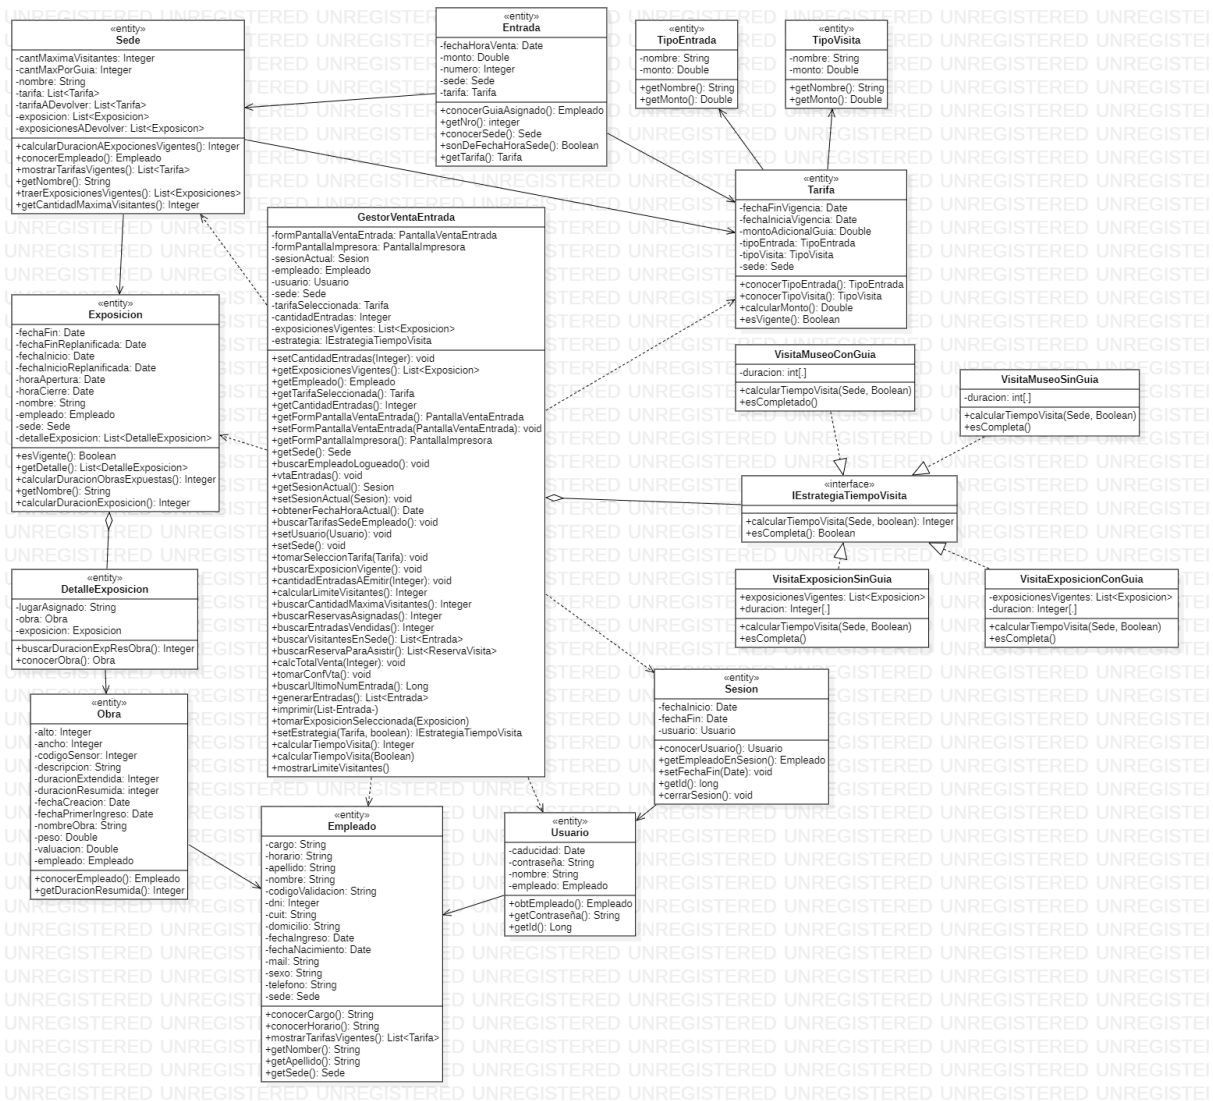 «entity»
Sede
-cantMaximaVisitantes: Integer
-cantMaxPorGuia: Integer
-nombre: String
-tarifa: List<Tarifa>
-tarifaADevolver: List<Tarifa>
-exposicion: List<Exposicion>
-exposicionesADevolver: List<Exposicon>
+calcularDuracionAExpocionesVigentes(): Integer
+conocerEmpleado(): Empleado
+mostrarTarifasVigentes(): List<Tarifa>
+getNombre(): String
+traerExposicionesVigentes(): List<Exposiciones>
+getCantidadMaximaVisitantes(): Integer
«entity»
Entrada
-fechaHoraVenta: Date
-monto: Double
-numero: Integer
-sede: Sede
-tarifa: Tarifa
+conocerGuiaAsignado(): Empleado
+getNro(): integer
+conocerSede(): Sede
+sonDeFechaHoraSede(): Boolean
+getTarifa(): Tarifa
«entity»
TipoEntrada
-nombre: String
-monto: Double
+getNombre(): String
+getMonto(): Double
«entity»
TipoVisita
-nombre: String
-monto: Double
+getNombre(): String
+getMonto(): Double
«entity»
Tarifa
-fechaFinVigencia: Date
-fechaIniciaVigencia: Date
-montoAdicionalGuia: Double
-tipoEntrada: TipoEntrada
-tipoVisita: TipoVisita
-sede: Sede
+conocerTipoEntrada(): TipoEntrada
+conocerTipoVisita(): TipoVisita
+calcularMonto(): Double
+esVigente(): Boolean
GestorVentaEntrada
-formPantallaVentaEntrada: PantallaVentaEntrada
-formPantallaImpresora: PantallaImpresora
-sesionActual: Sesion
-empleado: Empleado
-usuario: Usuario
-sede: Sede
-tarifaSeleccionada: Tarifa
-cantidadEntradas: Integer
-exposicionesVigentes: List<Exposicion>
-estrategia: IEstrategiaTiempoVisita
+setCantidadEntradas(Integer): void
+getExposicionesVigentes(): List<Exposicion>
+getEmpleado(): Empleado
+getTarifaSeleccionada(): Tarifa
+getCantidadEntradas(): Integer
+getFormPantallaVentaEntrada(): PantallaVentaEntrada
+setFormPantallaVentaEntrada(PantallaVentaEntrada): void
+getFormPantallaImpresora(): PantallaImpresora
+getSede(): Sede
+buscarEmpleadoLogueado(): void
+vtaEntradas(): void
+getSesionActual(): Sesion
+setSesionActual(Sesion): void
+obtenerFechaHoraActual(): Date
+buscarTarifasSedeEmpleado(): void
+setUsuario(Usuario): void
+setSede(): void
+tomarSeleccionTarifa(Tarifa): void
+buscarExposicionVigente(): void
+cantidadEntradasAEmitir(Integer): void
+calcularLimiteVisitantes(): Integer
+buscarCantidadMaximaVisitantes(): Integer
+buscarReservasAsignadas(): Integer
+buscarEntradasVendidas(): Integer
+buscarVisitantesEnSede(): List<Entrada>
+buscarReservaParaAsistir(): List<ReservaVisita>
+calcTotalVenta(Integer): void
+tomarConfVta(): void
+buscarUltimoNumEntrada(): Long
+generarEntradas(): List<Entrada>
+imprimir(List-Entrada-)
+tomarExposicionSeleccionada(Exposicion)
+setEstrategia(Tarifa, boolean): IEstrategiaTiempoVisita
+calcularTiempoVisita(): Integer
+calcularTiempoVisita(Boolean)
+mostrarLimiteVisitantes()
«entity»
Exposicion
-fechaFin: Date
-fechaFinReplanificada: Date
-fechaInicio: Date
-fechaInicioReplanificada: Date
-horaApertura: Date
-horaCierre: Date
-nombre: String
-empleado: Empleado
-sede: Sede
-detalleExposicion: List<DetalleExposicion>
+esVigente(): Boolean
+getDetalle(): List<DetalleExposicion>
+calcularDuracionObrasExpuestas(): Integer
+getNombre(): String
+calcularDuracionExposicion(): Integer
VisitaMuseoConGuia
-duracion: int[.]
+calcularTiempoVisita(Sede, Boolean)
+esCompletado()
VisitaMuseoSinGuia
-duracion: int[.]
+calcularTiempoVisita(Sede, Boolean)
+esCompleta()
«interface»
IEstrategiaTiempoVisita
+calcularTiempoVisita(Sede, boolean): Integer
+esCompleta(): Boolean
VisitaExposicionSinGuia
+exposicionesVigentes: List<Exposicion>
+duracion: Integer[.]
+calcularTiempoVisita(Sede, Boolean)
+esCompleta()
VisitaExposicionConGuia
-exposicionesVigentes: List<Exposicion>
-duracion: Integer[.]
+calcularTiempoVisita(Sede, Boolean)
+esCompleta()
«entity»
DetalleExposicion
-lugarAsignado: String
-obra: Obra
-exposicion: Exposicion
+buscarDuracionExpResObra(): Integer
+conocerObra(): Obra
«entity»
Obra
-alto: Integer
-ancho: Integer
-codigoSensor: Integer
-descripcion: String
-duracionExtendida: Integer
-duracionResumida: integer
-fechaCreacion: Date
-fechaPrimerIngreso: Date
-nombreObra: String
-peso: Double
-valuacion: Double
-empleado: Empleado
+conocerEmpleado(): Empleado
+getDuracionResumida(): Integer
«entity»
Sesion
-fechaInicio: Date
-fechaFin: Date
-usuario: Usuario
+conocerUsuario(): Usuario
+getEmpleadoEnSesion(): Empleado
+setFechaFin(Date): void
+getId(): long
+cerrarSesion(): void
«entity»
Empleado
-cargo: String
-horario: String
-apellido: String
-nombre: String
-codigoValidacion: String
-dni: Integer
-cuit: String
-domicilio: String
-fechaIngreso: Date
-fechaNacimiento: Date
-mail: String
-sexo: String
-telefono: String
-sede: Sede
+conocerCargo(): String
+conocerHorario(): String
+mostrarTarifasVigentes(): List<Tarifa>
+getNomber(): String
+getApellido(): String
+getSede(): Sede
«entity»
Usuario
-caducidad: Date
-contraseña: String
-nombre: String
-empleado: Empleado
+obtEmpleado(): Empleado
+getContraseña(): String
+getId(): Long